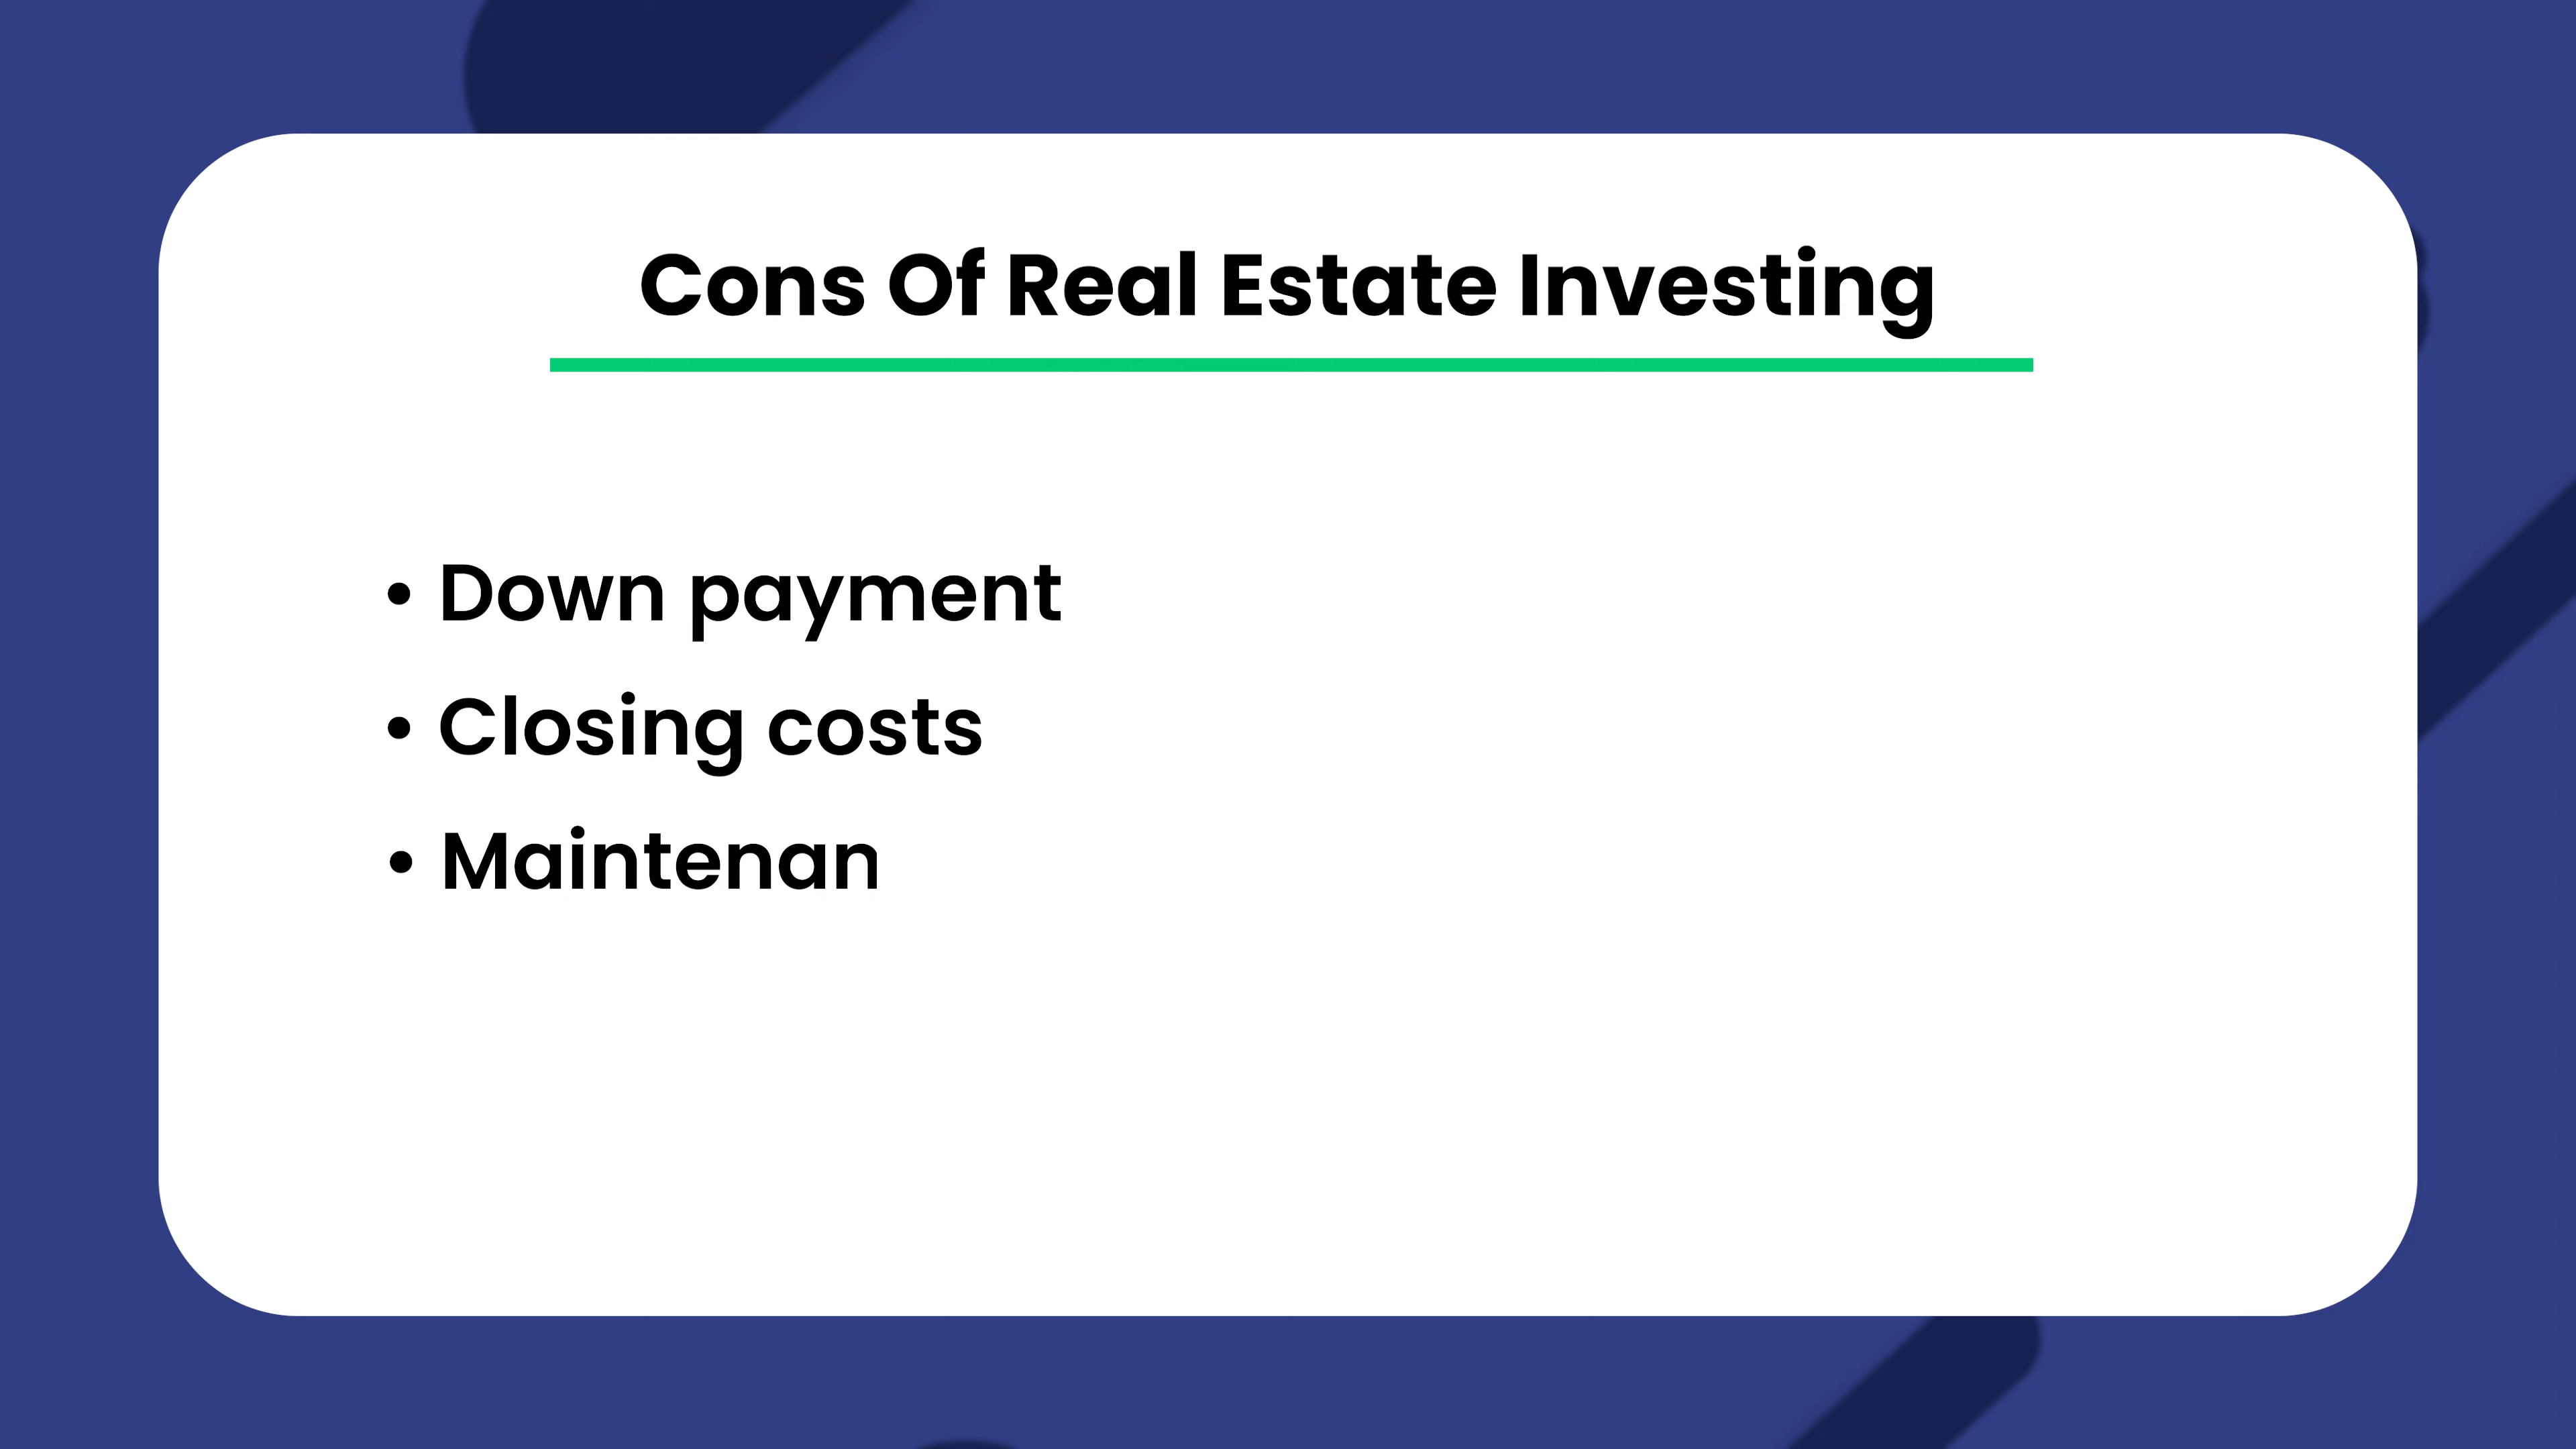 Cons Of Real Estate Investing
• Down payment
• Closing costs
• Maintenan